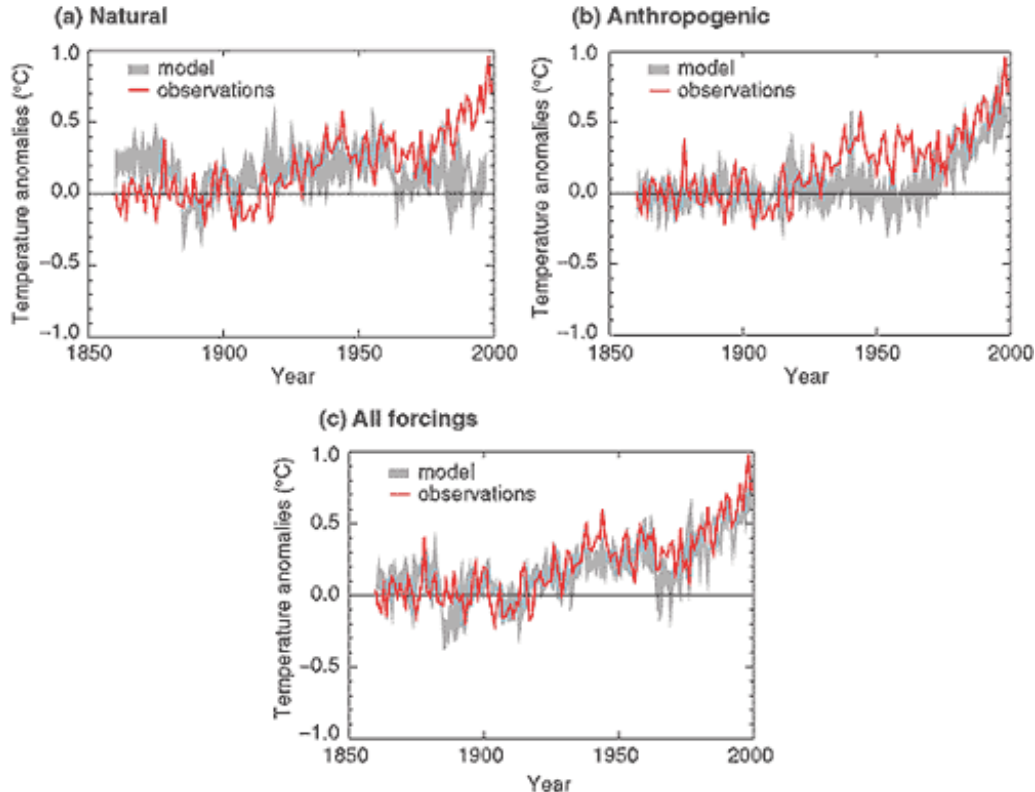 (a) Natural
1.0
0.5
0.0
−0.5
−1.0
Temperature anomalies (°C)
model
observations
1850
1900
1950
2000
Year
(b) Anthropogenic
1.0
0.5
0.0
−0.5
−1.0
Temperature anomalies (°C)
model
observations
1850
1900
1950
2000
Year
(c) All forcings
1.0
0.5
0.0
−0.5
−1.0
Temperature anomalies (°C)
model
observations
1850
1900
1950
2000
Year